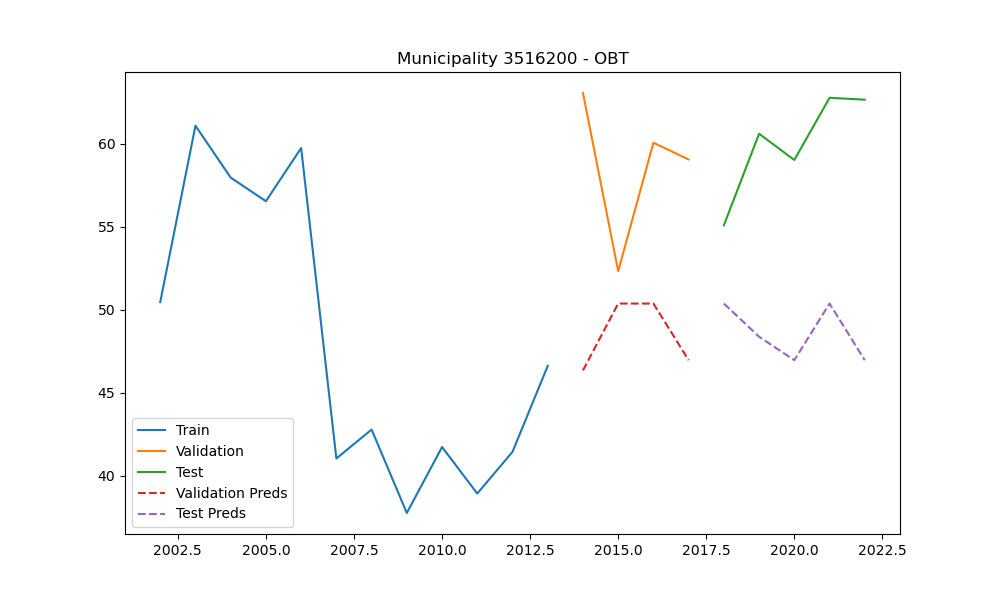 Municipality 3516200 - OBT
60
55
50
45
40
Train
Validation
Test
Validation Preds
Test Preds
2002.5 2005.0 2007.5 2010.0 2012.5 2015.0 2017.5 2020.0 2022.5